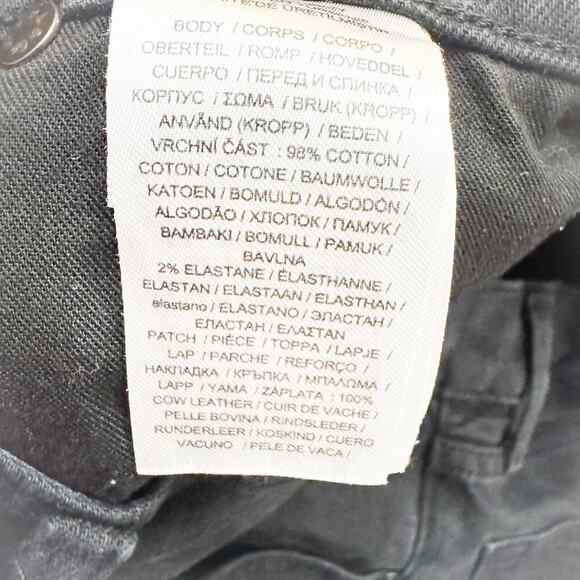 BODY / CORPS / CORPO /
OBERTEIL / ROMP / HOVEDDEL /
CUERPO / ПЕРЕД И СПИНКА /
КОРПУС / ΣΩΜΑ / BRUK (KROPP) /
ANVÄND (KROPP) / BEDEN /
VRCHNÍ ČÁST : 98% COTTON /
COTON / COTONE / BAUMWOLLE /
KATOEN / BOMULD / ALGODÓN /
ALGODÃO / ХЛОПОК / ПАМУК /
BAMBAKI / BOMULL / PAMUK /
BAVLNA
2% ELASTANE / ÉLASTHANNE /
ELASTAN / ELASTAAN / ELASTHAN /
elastano / ELASTANO / ЭЛАСТАН /
ЕЛАСТАН / ΕΛΑΣΤΑΝ
PATCH / PIÈCE / TOPPA / LAPJE /
LAP / PARCHE / REFORÇO /
НАКЛАДКА / КРЪПКА / ΜΠΑΛΩΜΑ /
LAPP / YAMA / ZÁPLATA : 100%
COW LEATHER / CUIR DE VACHE /
PELLE BOVINA / RINDSLEDER /
RUNDERLEER / KOSKIND / CUERO
VACUNO / PELE DE VACA /